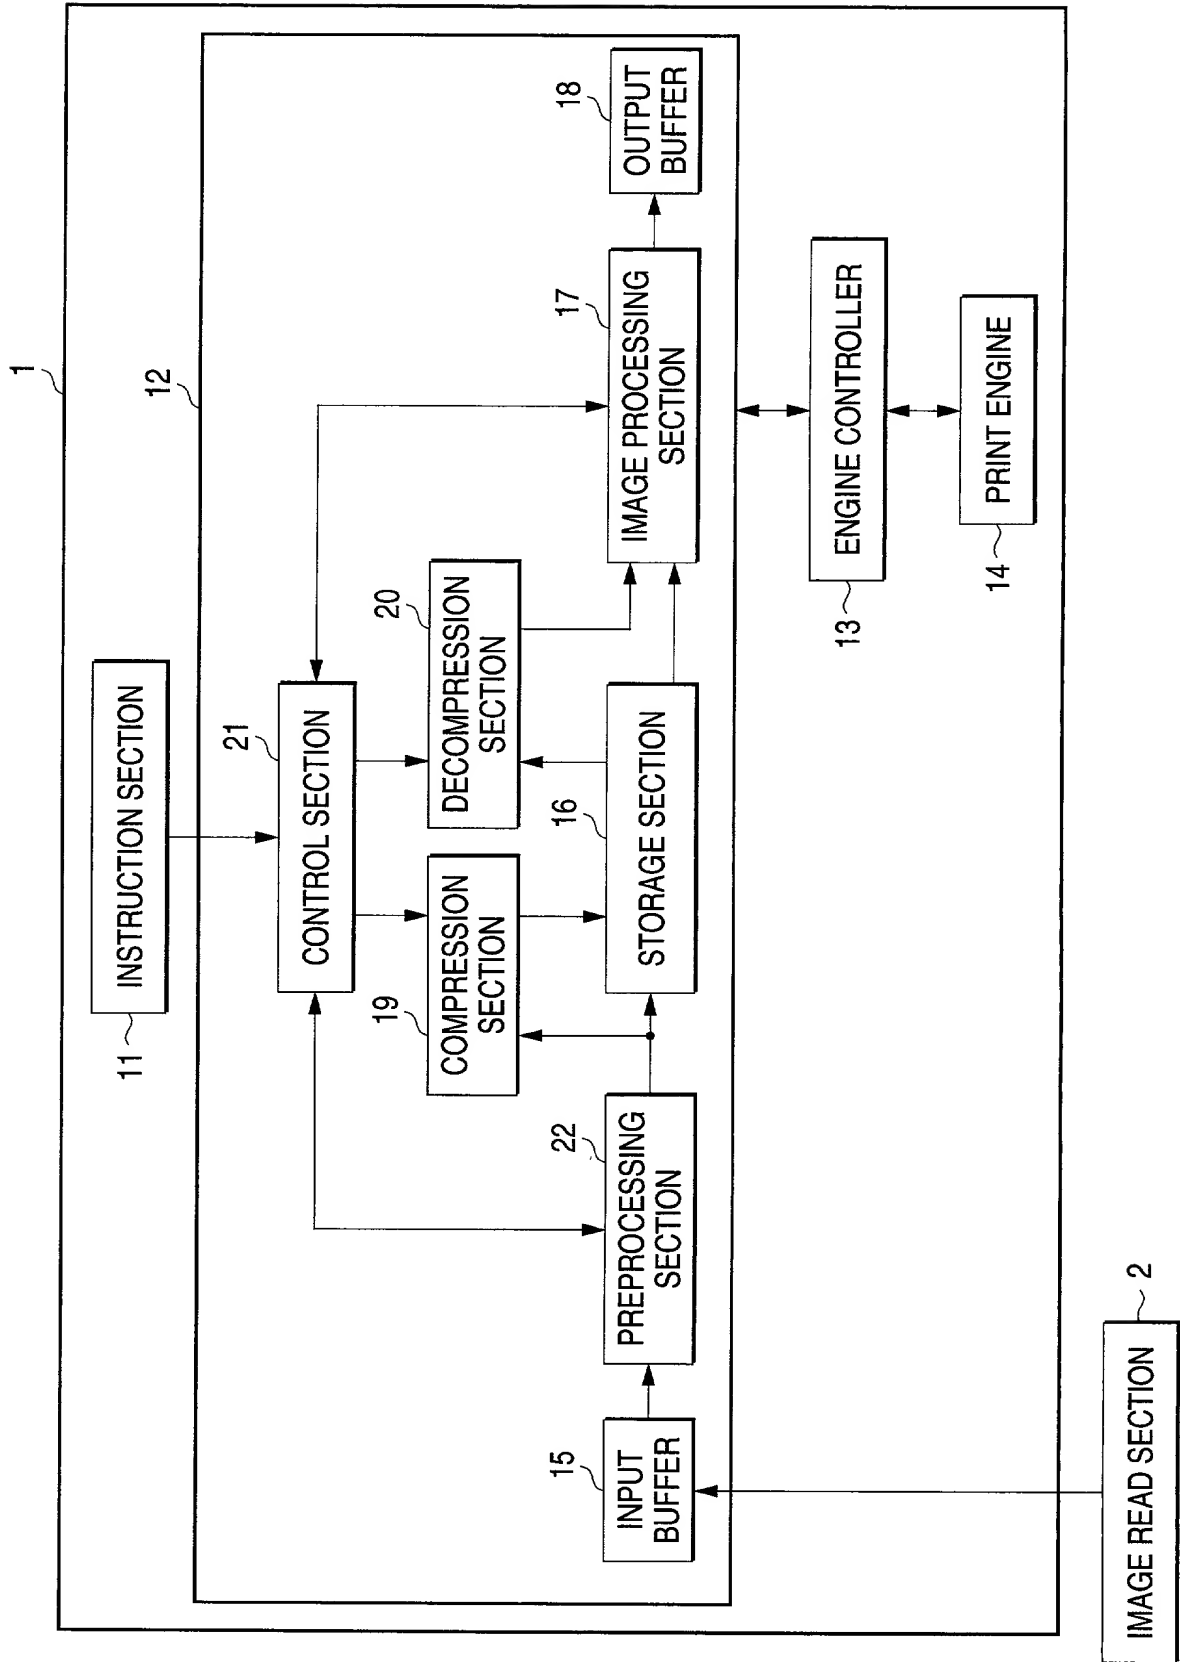 1
INSTRUCTION SECTION
11
12
CONTROL SECTION
21
COMPRESSION
SECTION
19
DECOMPRESSION
SECTION
20
INPUT
BUFFER
15
PREPROCESSING
SECTION
22
STORAGE SECTION
16
IMAGE PROCESSING
SECTION
17
OUTPUT
BUFFER
18
ENGINE CONTROLLER
13
PRINT ENGINE
14
IMAGE READ SECTION
2